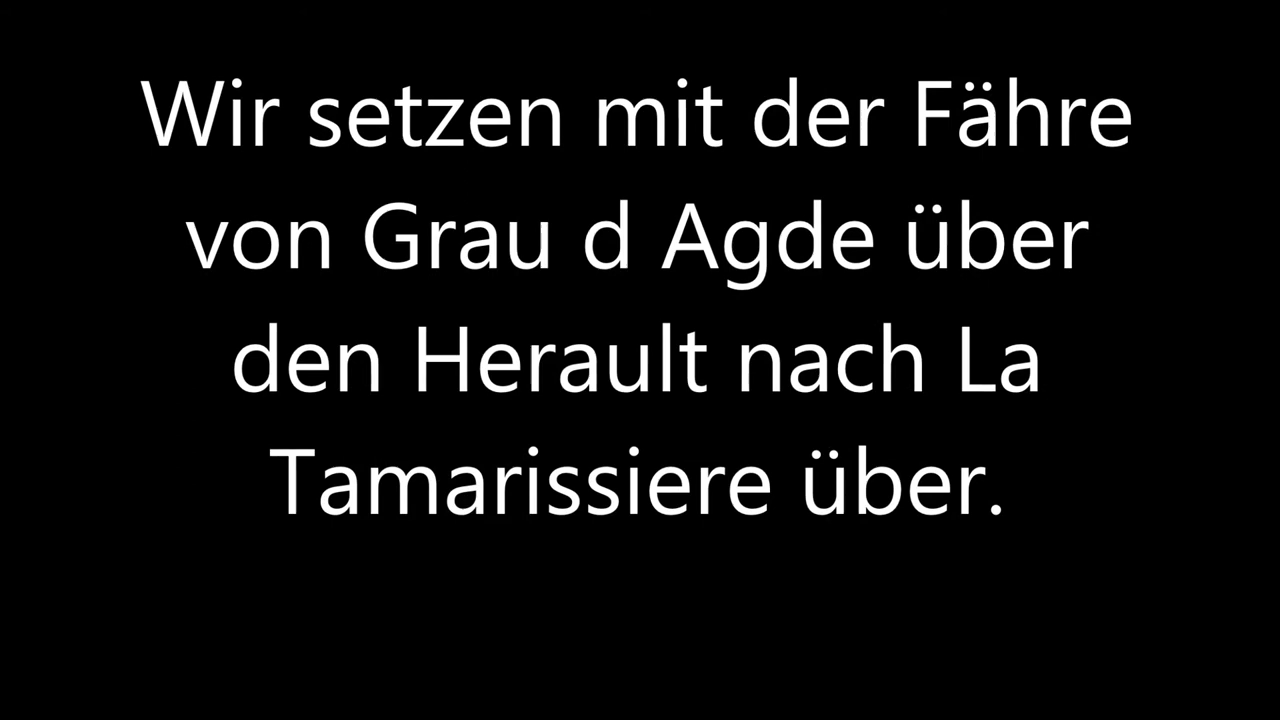 Wir setzen mit der Fähre
von Grau d Agde über
den Herault nach La
Tamarissiere über.